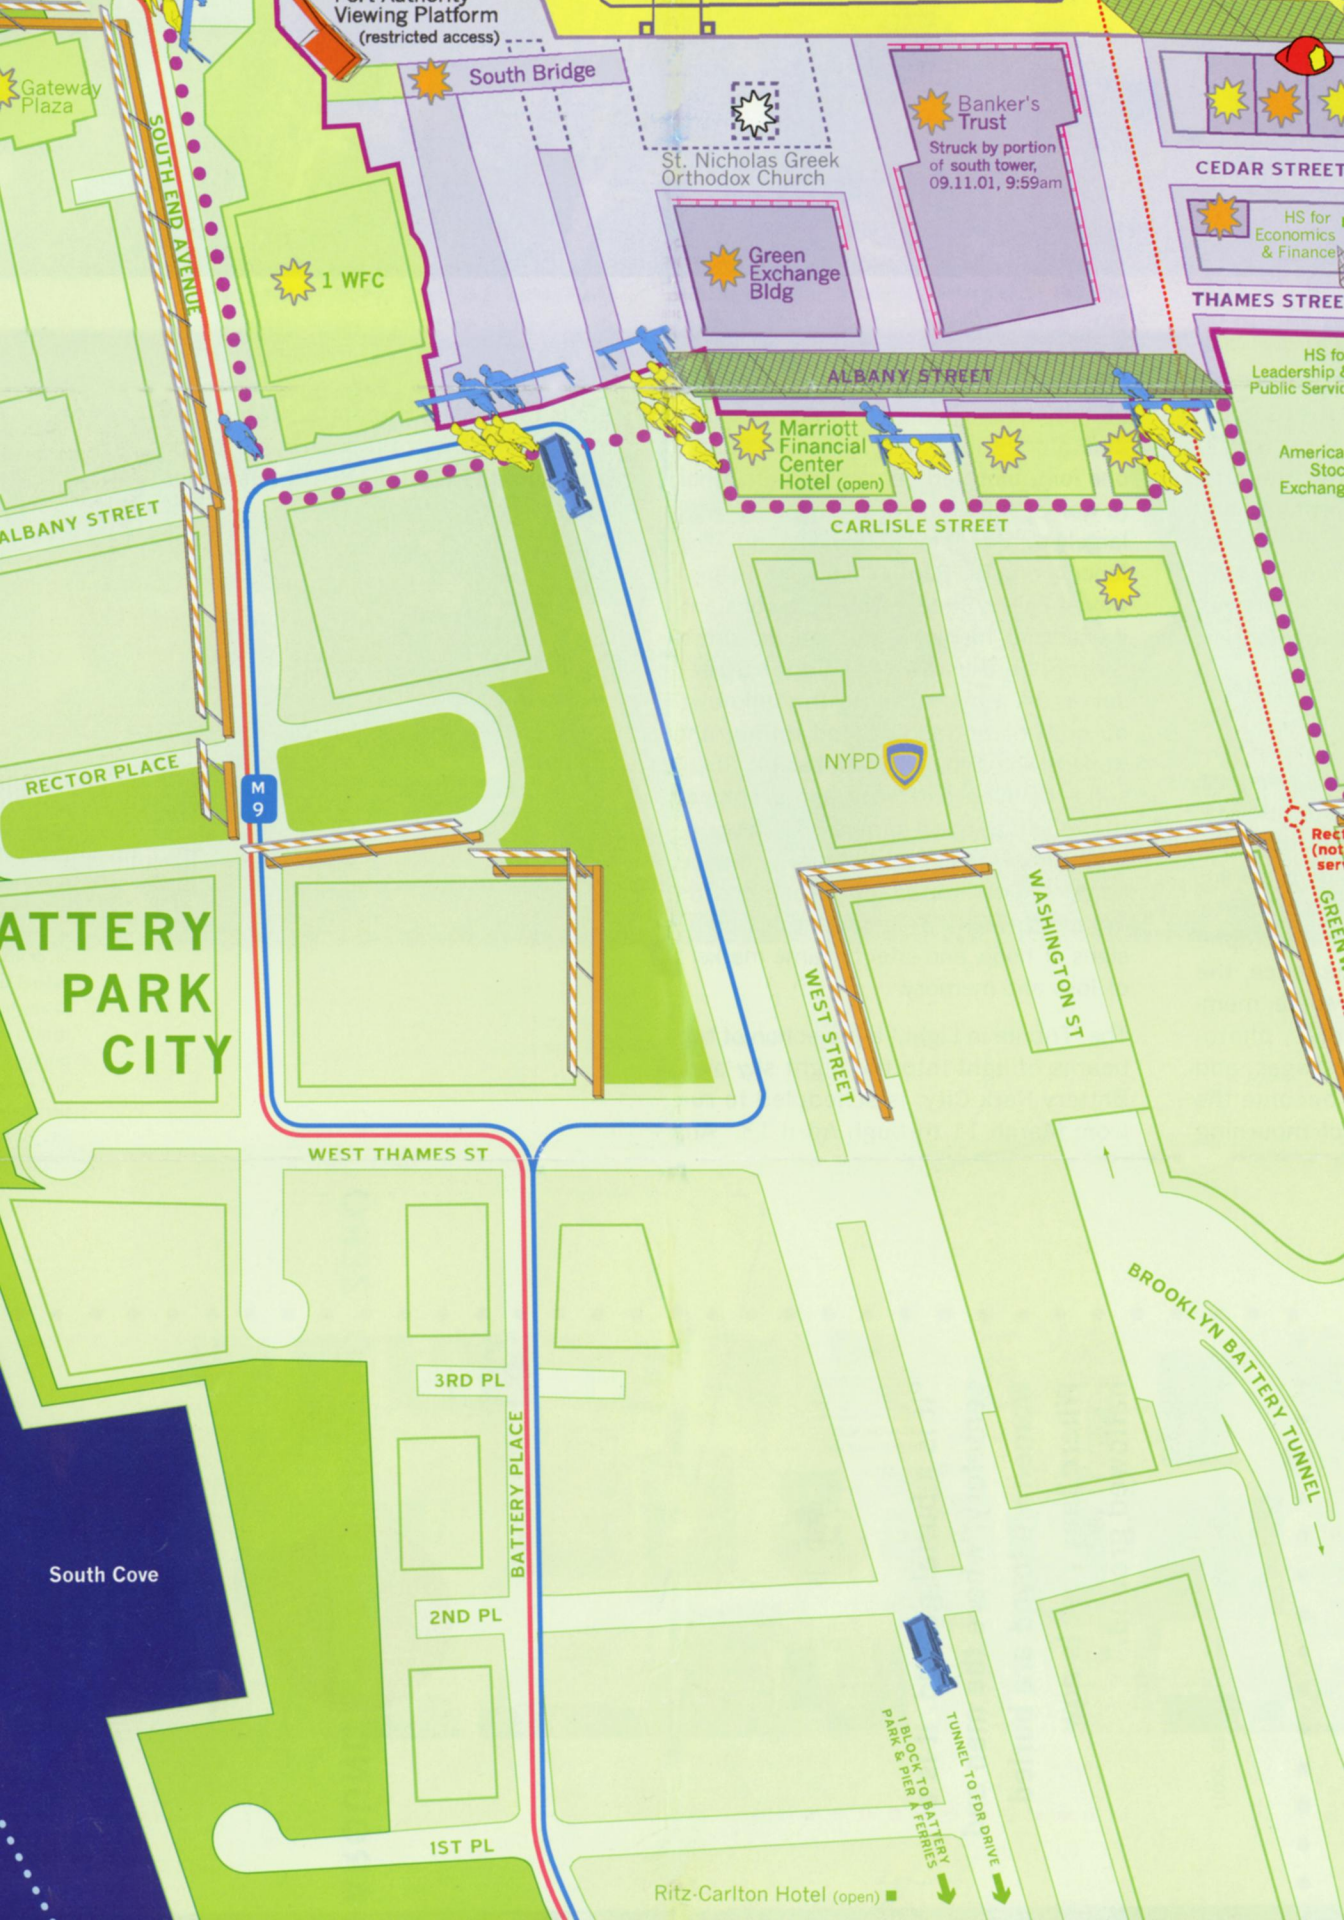 Port Authority
Viewing Platform
(restricted access)
South Bridge
St. Nicholas Greek
Orthodox Church
Banker's
Trust
Struck by portion
of south tower,
09.11.01, 9:59am
CEDAR STREET
HS for
Economics
& Finance
THAMES STREE
Gateway
Plaza
SOUTH END AVENUE
1 WFC
Green
Exchange
Bldg
ALBANY STREET
HS fo
Leadership &
Public Servic
Marriott
Financial
Center
Hotel (open)
America
Stoc
Exchang
CARLISLE STREET
ALBANY STREET
NYPD
RECTOR PLACE
M
9
Rect
(not
serv
GREENW
WASHINGTON ST
WEST STREET
ATTERY
PARK
CITY
WEST THAMES ST
BROOKLYN BATTERY TUNNEL
3RD PL
BATTERY PLACE
South Cove
2ND PL
1 BLOCK TO BATTERY
PARK & PIER A FERRIES
TUNNEL TO FDR DRIVE
1ST PL
Ritz-Carlton Hotel (open)